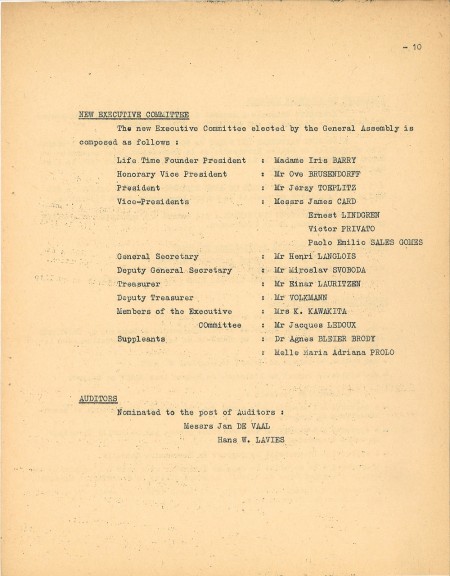 - 10
NEW EXECUTIVE COMMITTEE
The new Executive Committee elected by the General Assembly is
composed as follows :
Life Time Founder President : Madame Iris BARRY
Honorary Vice President : Mr Ove BRUSENDORFF
President : Mr Jerzy TOEPLITZ
Vice-Presidents : Messrs James CARD
Ernest LINDGREN
Victor PRIVATO
Paolo Emilio SALES GOMES
General Secretary : Mr Henri LANGLOIS
Deputy General Secretary : Mr Miroslav SVOBODA
Treasurer : Mr Einar LAURITZEN
Deputy Treasurer : Mr VOLKMANN
Members of the Executive : Mrs K. KAWAKITA
COmmittee : Mr Jacques LEDOUX
Suppleants : Dr Agnes BLEIER BRODY
: Melle Maria Adriana PROLO
AUDITORS
Nominated to the post of Auditors :
Messrs Jan DE VAAL
Hans W. LAVIES